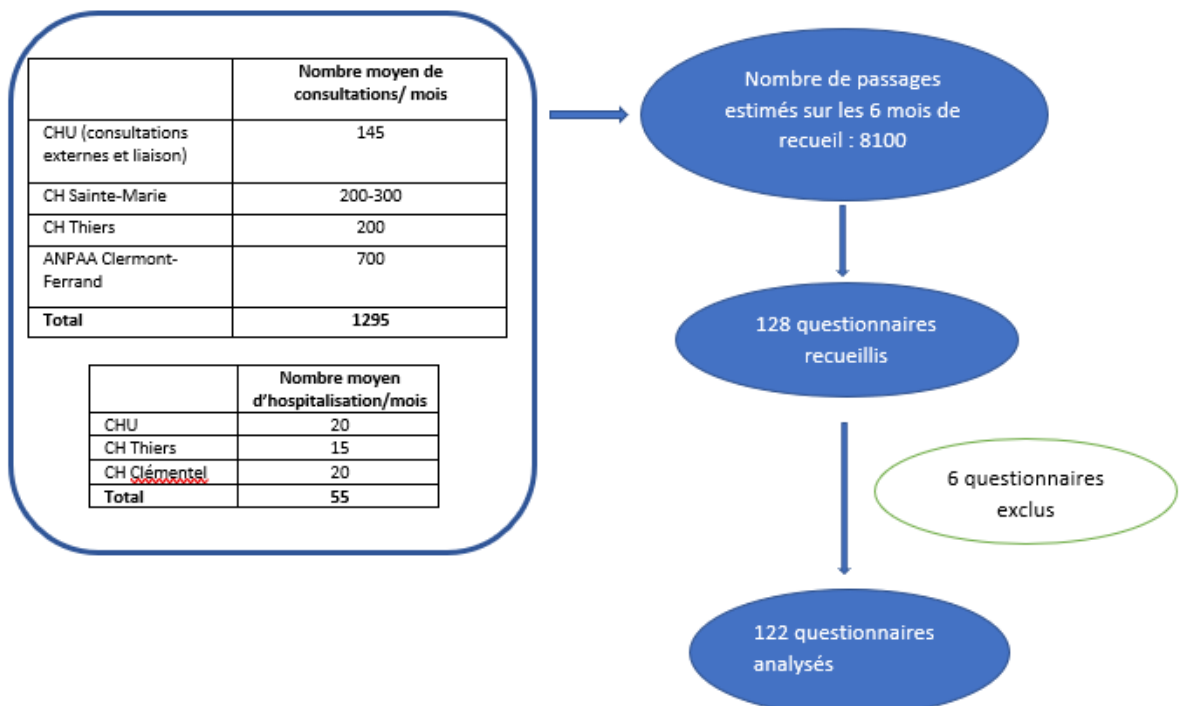 Nombre moyen de
consultations/ mois
CHU (consultations
externes et liaison)
145
CH Sainte-Marie
200-300
CH Thiers
200
ANPAA Clermont-
Ferrand
700
Total
1295
Nombre moyen
d'hospitalisation/mois
CHU
20
CH Thiers
15
CH Clémentel
20
Total
55
Nombre de passages
estimés sur les 6 mois de
recueil : 8100
128 questionnaires
recueillis
6 questionnaires
exclus
122 questionnaires
analysés